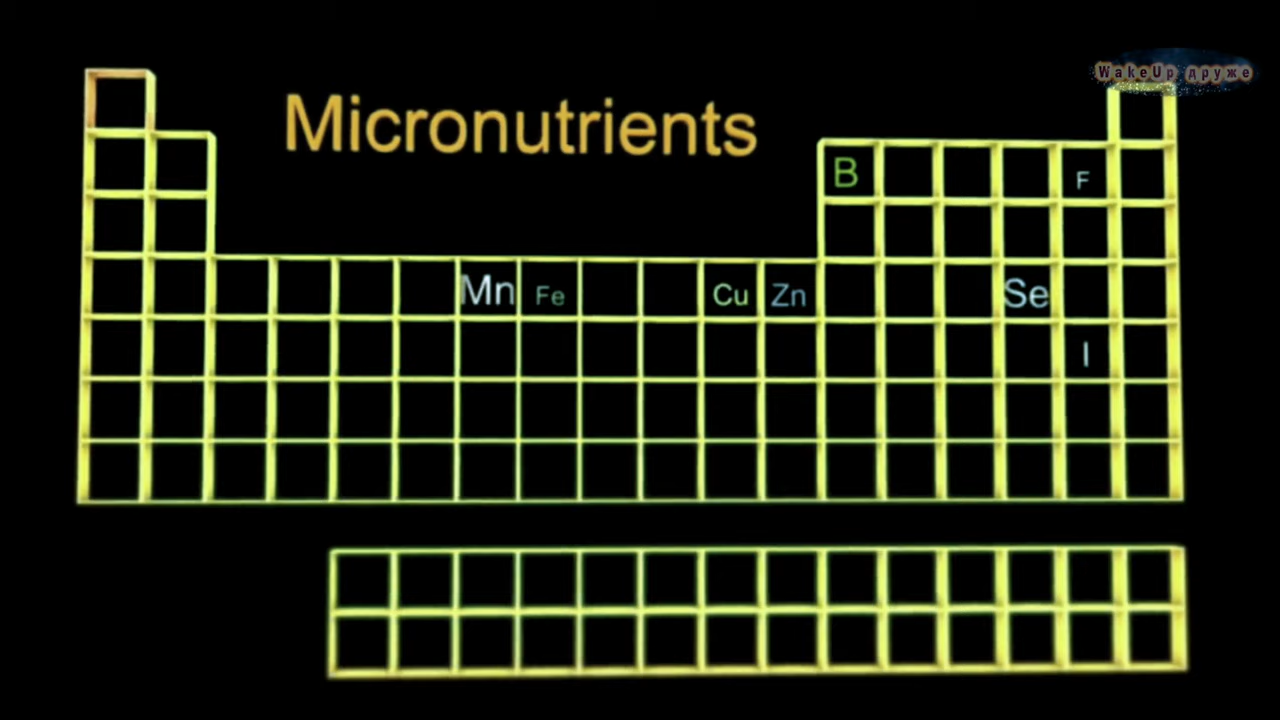 WakeUp друже
Micronutrients
B
F
Mn Fe Cu Zn Se
I